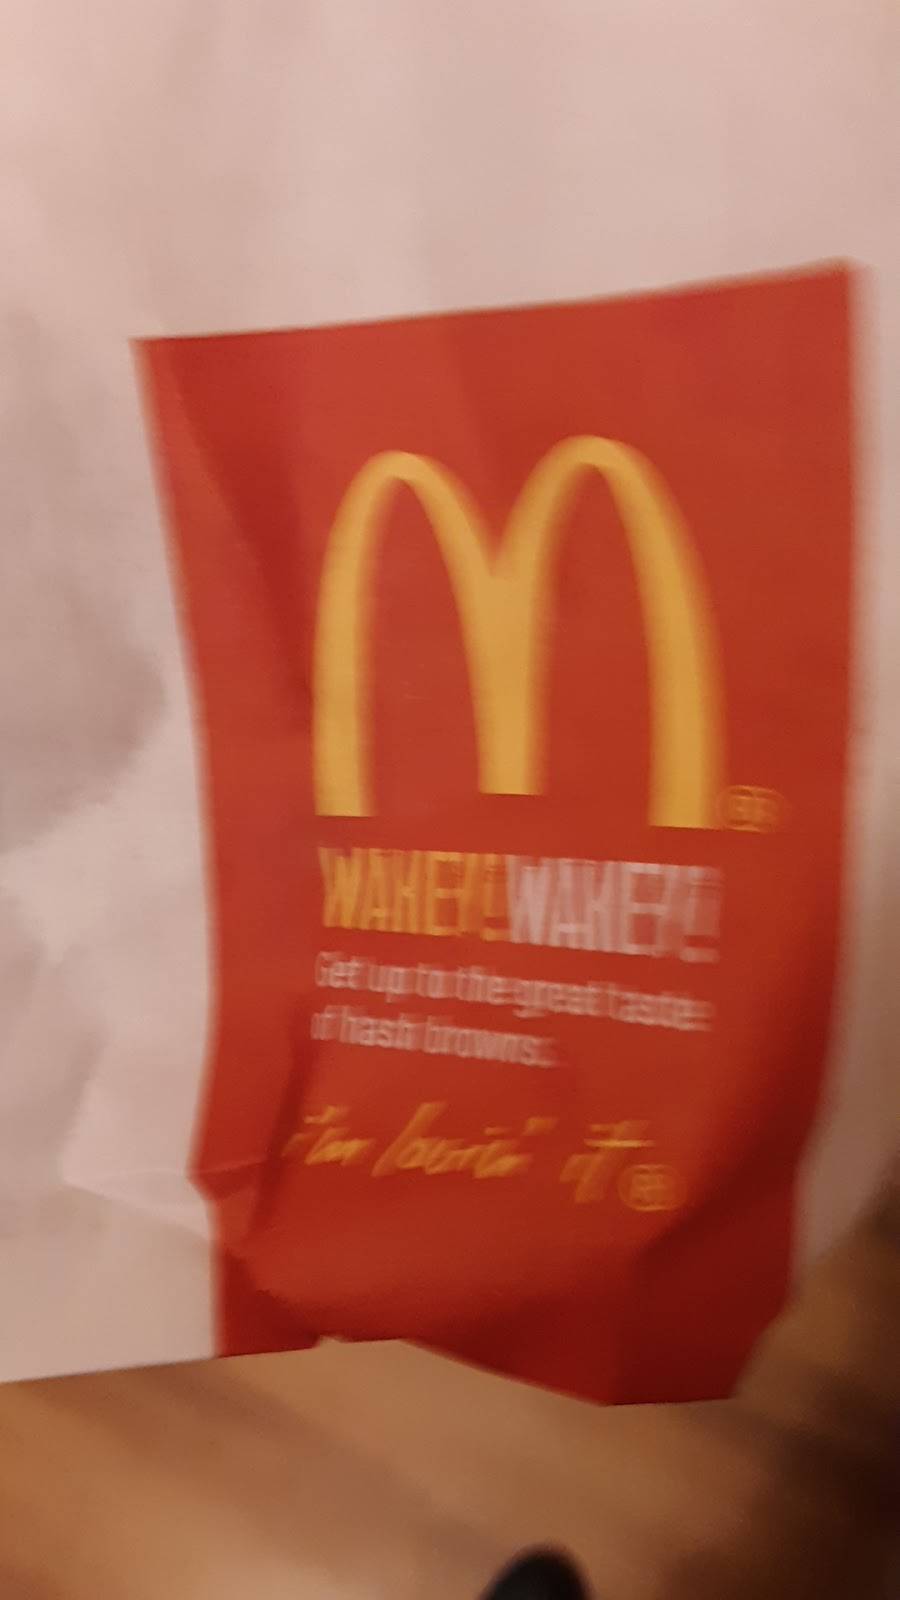 M®
WAKEY! WAKEY!
Get up to the great taste
of hash browns.
i'm lovin' it®